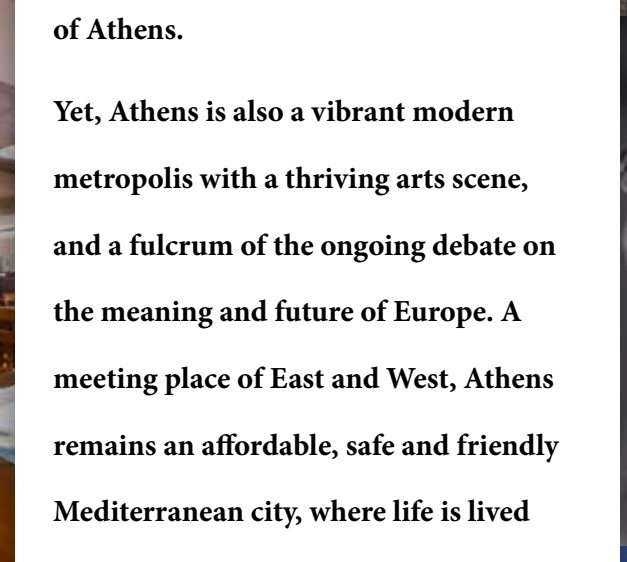 of Athens.
Yet, Athens is also a vibrant modern
metropolis with a thriving arts scene,
and a fulcrum of the ongoing debate on
the meaning and future of Europe. A
meeting place of East and West, Athens
remains an affordable, safe and friendly
Mediterranean city, where life is lived